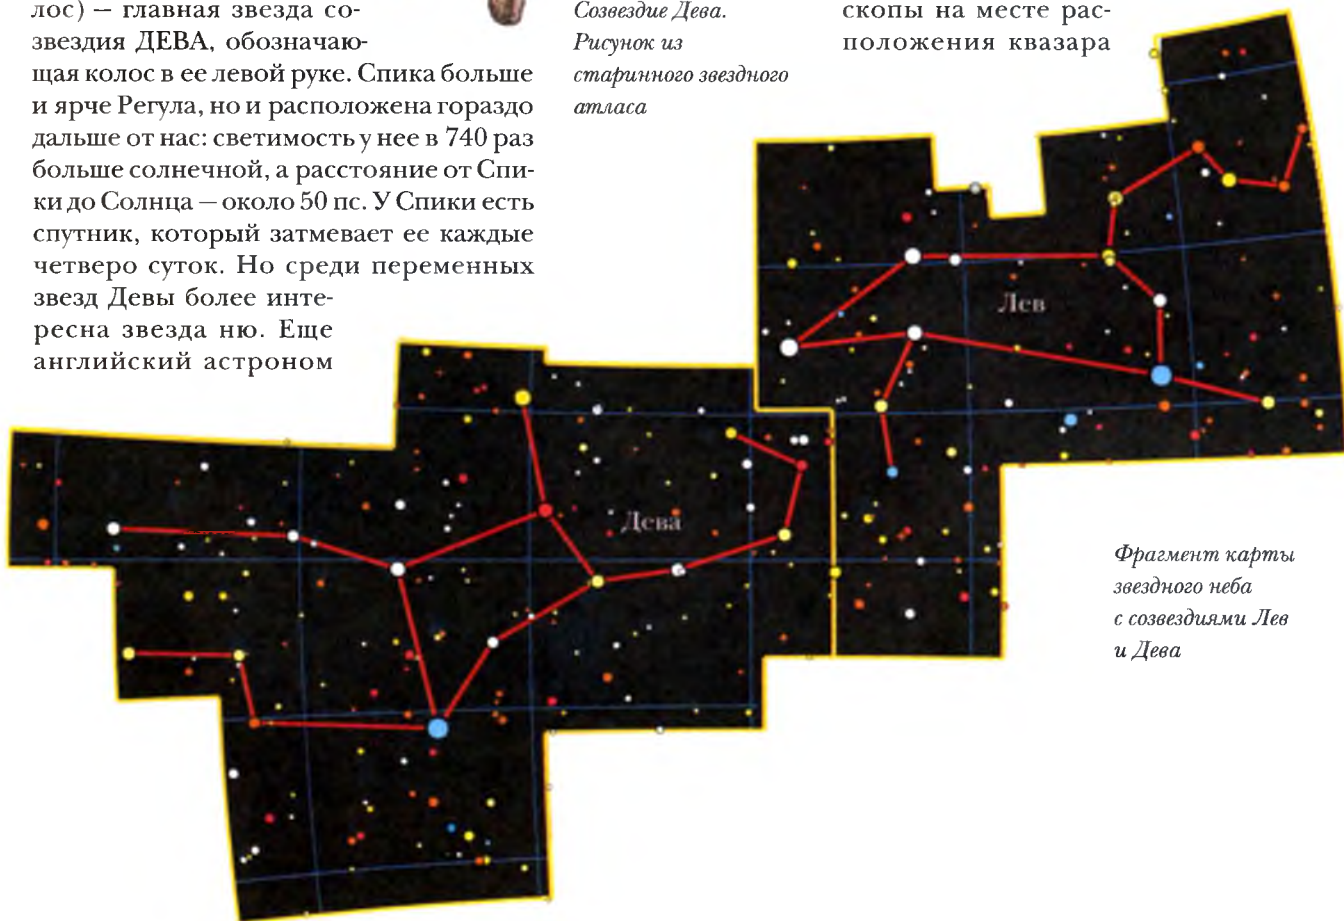 лос) — главная звезда со-
звездия ДЕВА, обозначаю-
щая колос в ее левой руке. Спика больше
и ярче Регула, но и расположена гораздо
дальше от нас: светимость у нее в 740 раз
больше солнечной, а расстояние от Спи-
ки до Солнца — около 50 пс. У Спики есть
спутник, который затмевает ее каждые
четверо суток. Но среди переменных
звезд Девы более инте-
ресна звезда ню. Еще
английский астроном
Созвездие Дева.
Рисунок из
старинного звездного
атласа
скопы на месте рас-
положения квазара
Лев
Дева
Фрагмент карты
звездного неба
с созвездиями Лев
и Дева